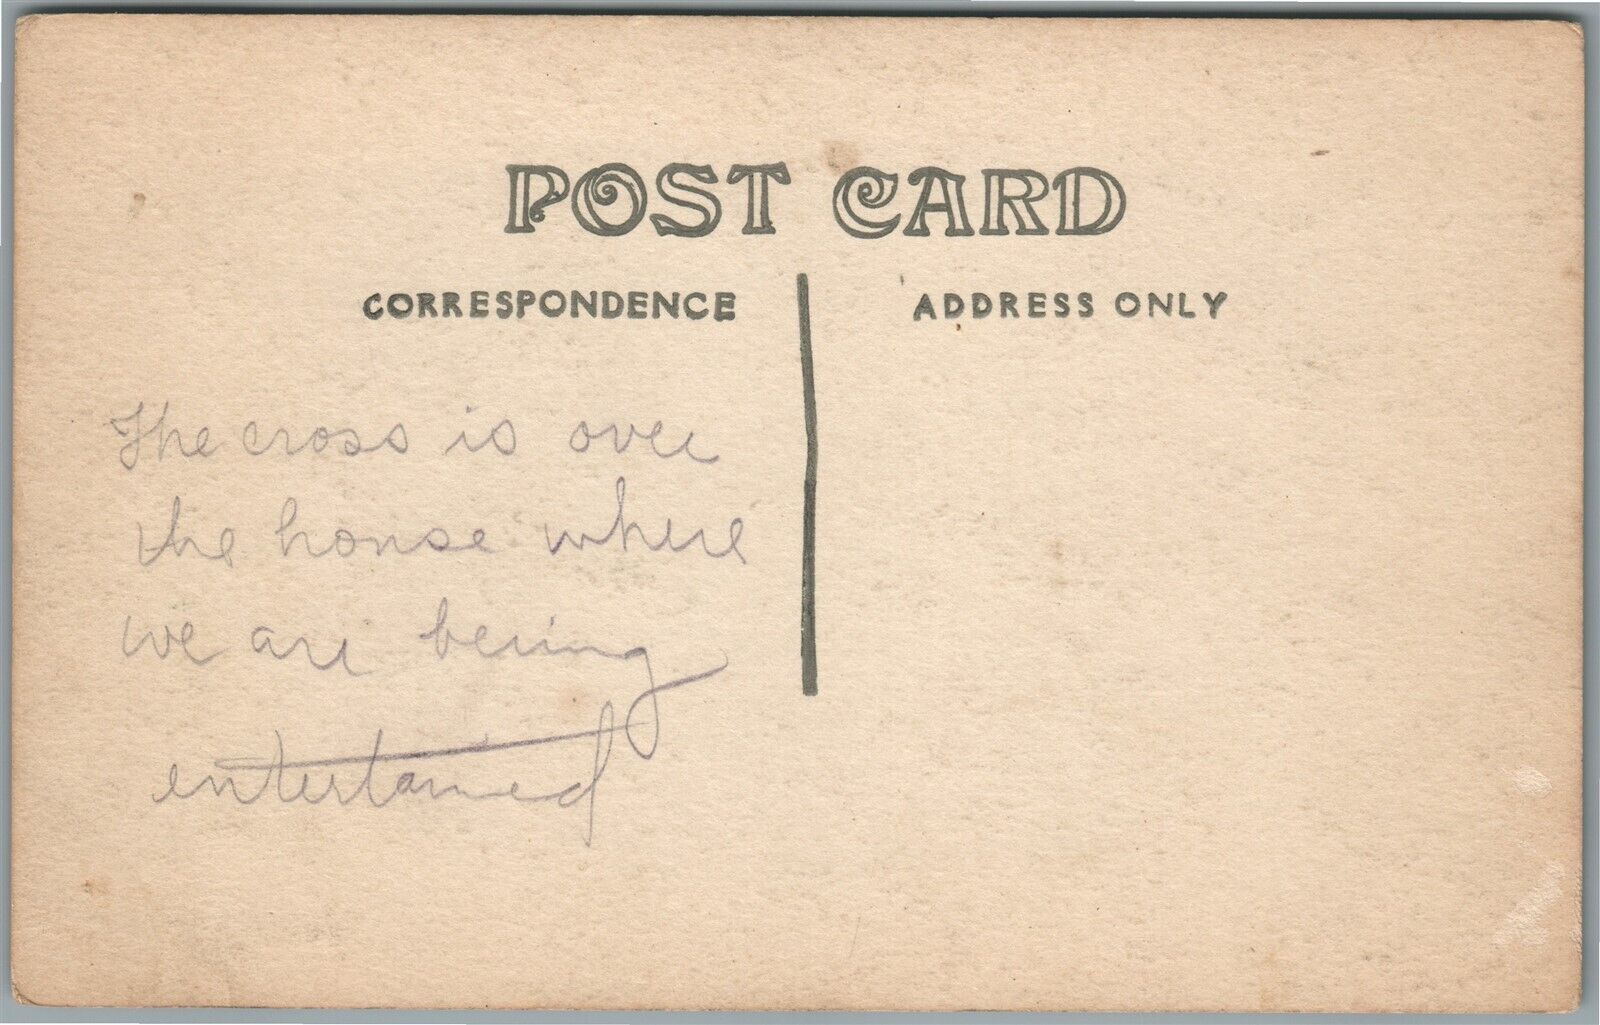 POST CARD
CORRESPONDENCE ADDRESS ONLY
The cross is over
the house where
we are being
entertained